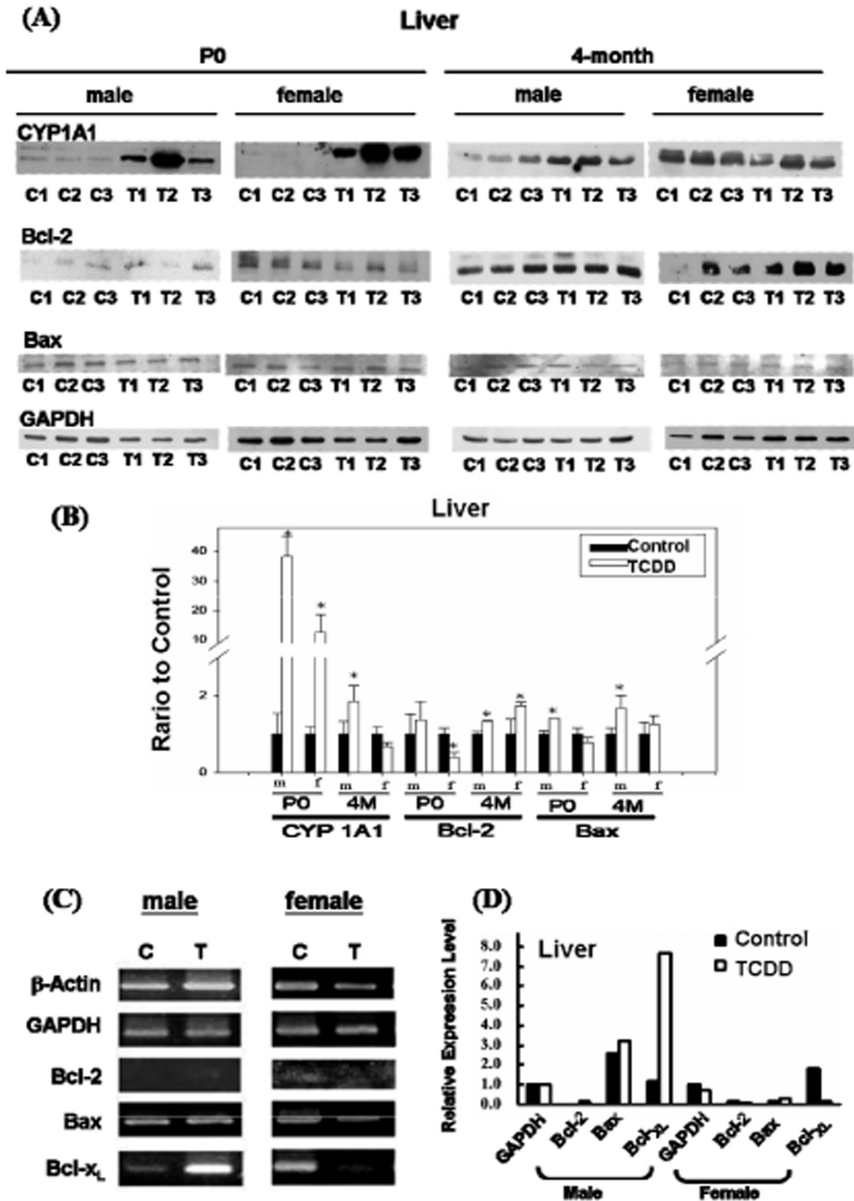 (A) Liver
P0 4-month
male female male female
CYP1A1
C1 C2 C3 T1 T2 T3 C1 C2 C3 T1 T2 T3 C1 C2 C3 T1 T2 T3 C1 C2 C3 T1 T2 T3
Bcl-2
C1 C2 C3 T1 T2 T3 C1 C2 C3 T1 T2 T3 C1 C2 C3 T1 T2 T3 C1 C2 C3 T1 T2 T3
Bax
C1 C2 C3 T1 T2 T3 C1 C2 C3 T1 T2 T3 C1 C2 C3 T1 T2 T3 C1 C2 C3 T1 T2 T3
GAPDH
C1 C2 C3 T1 T2 T3 C1 C2 C3 T1 T2 T3 C1 C2 C3 T1 T2 T3 C1 C2 C3 T1 T2 T3
(B) Liver
Control
TCDD
Rario to Control
40
30
20
10
2
0
* * * * * * * *
m f m f m f m f m f m f
P0 4M P0 4M P0 4M
CYP 1A1 Bcl-2 Bax
(C) male female
C T C T
β-Actin
GAPDH
Bcl-2
Bax
Bcl-xL
(D)
Liver
Control
TCDD
Relative Expression Level
8.0
7.0
6.0
5.0
4.0
3.0
2.0
1.0
0.0
GAPDH Bcl-2 Bax Bcl-XL GAPDH Bcl-2 Bax Bcl-XL
Male Female